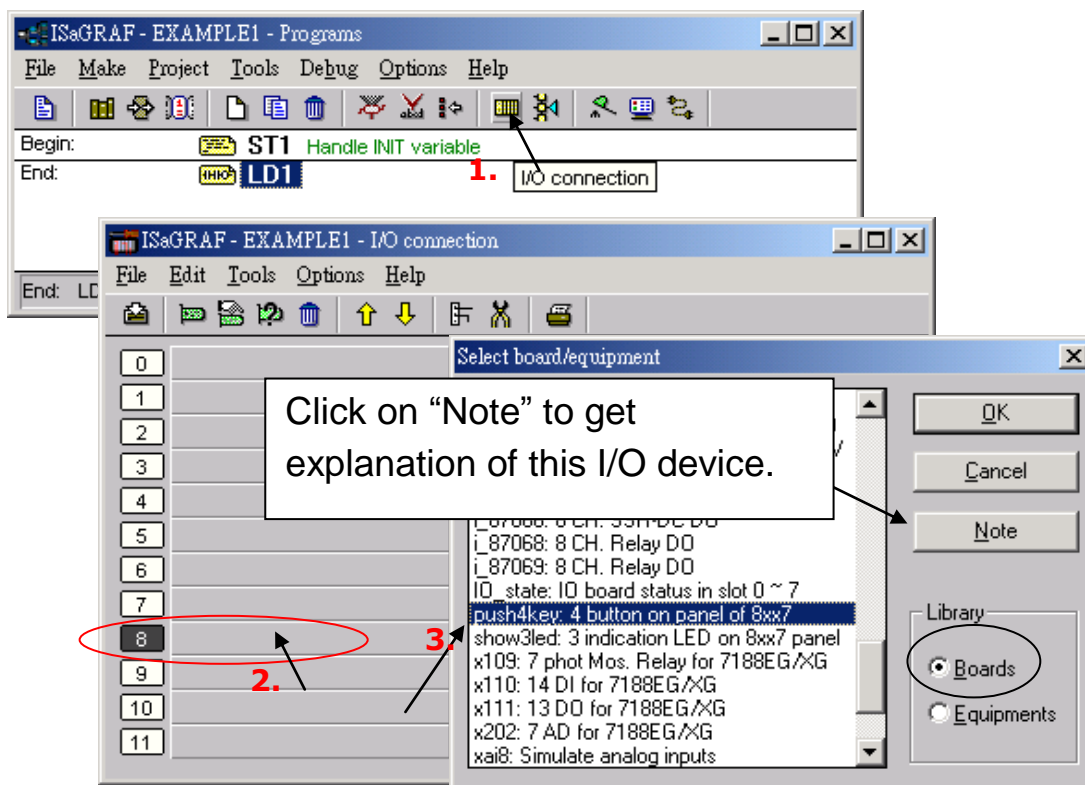 ISaGRAF - EXAMPLE1 - Programs
File Make Project Tools Debug Options Help
Begin: ST1 Handle INIT variable
End: LD1
1.
I/O connection
End: LD
ISaGRAF - EXAMPLE1 - I/O connection
File Edit Tools Options Help
0
1
2
3
4
5
6
7
8
9
10
11
2.
3.
Select board/equipment
Click on “Note” to get
explanation of this I/O device.
i_87068: 8 CH. Relay DO
i_87069: 8 CH. Relay DO
IO_state: IO board status in slot 0 ~ 7
push4key: 4 button on panel of 8xx7
show3led: 3 indication LED on 8xx7 panel
x109: 7 phot Mos. Relay for 7188EG/XG
x110: 14 DI for 7188EG/XG
x111: 13 DO for 7188EG/XG
x202: 7 AD for 7188EG/XG
xai8: Simulate analog inputs
OK
Cancel
Note
Library
Boards
Equipments